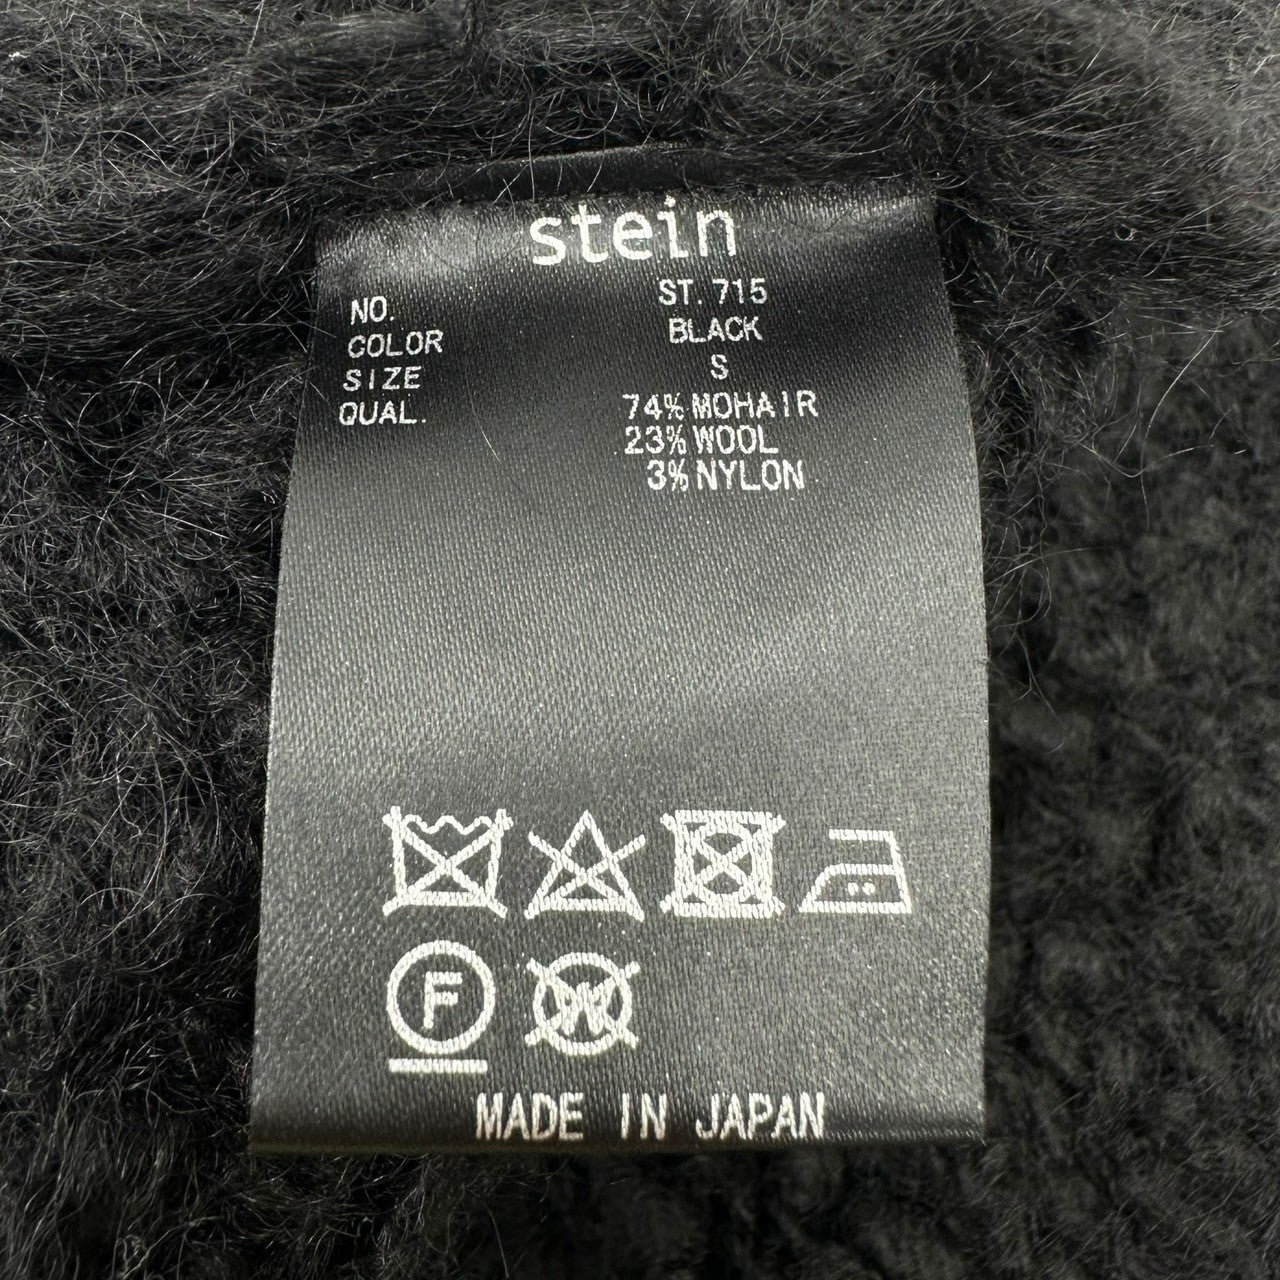 stein
NO. ST.715
COLOR BLACK
SIZE S
QUAL. 74% MOHAIR
23% WOOL
3% NYLON
F W
MADE IN JAPAN